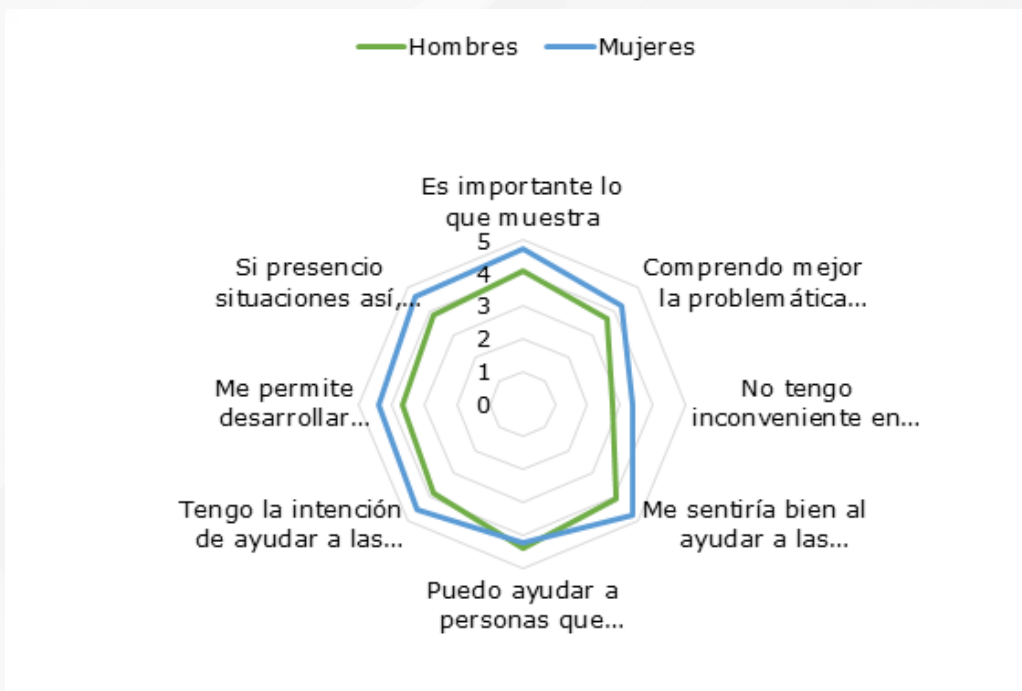 Hombres Mujeres
Es importante lo
que muestra
5
4
3
2
1
0
Comprendo mejor
la problemática...
No tengo
inconveniente en...
Me sentiría bien al
ayudar a las...
Puedo ayudar a
personas que...
Tengo la intención
de ayudar a las...
Me permite
desarrollar...
Si presencio
situaciones así,...